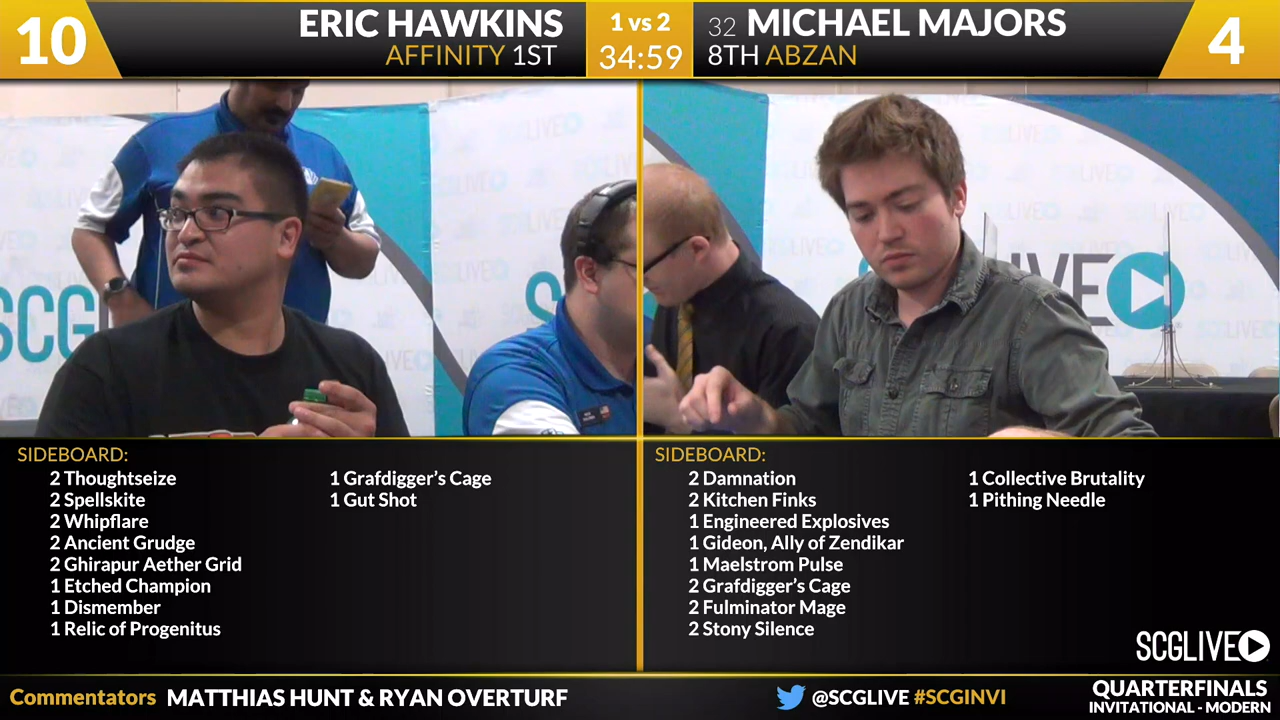 10
ERIC HAWKINS
AFFINITY 1ST
1 vs 2
34:59
32 MICHAEL MAJORS
8TH ABZAN
4
SCG
LIVE
LIVE
IVE
SIDEBOARD:
2 Thoughtseize
2 Spellskite
2 Whipflare
2 Ancient Grudge
2 Ghirapur Aether Grid
1 Etched Champion
1 Dismember
1 Relic of Progenitus
1 Grafdigger's Cage
1 Gut Shot
SIDEBOARD:
2 Damnation
2 Kitchen Finks
1 Engineered Explosives
1 Gideon, Ally of Zendikar
1 Maelstrom Pulse
2 Grafdigger's Cage
2 Fulminator Mage
2 Stony Silence
1 Collective Brutality
1 Pithing Needle
SCGLIVE
Commentators MATTHIAS HUNT & RYAN OVERTURF
@SCGLIVE #SCGINVI
QUARTERFINALS
INVITATIONAL - MODERN